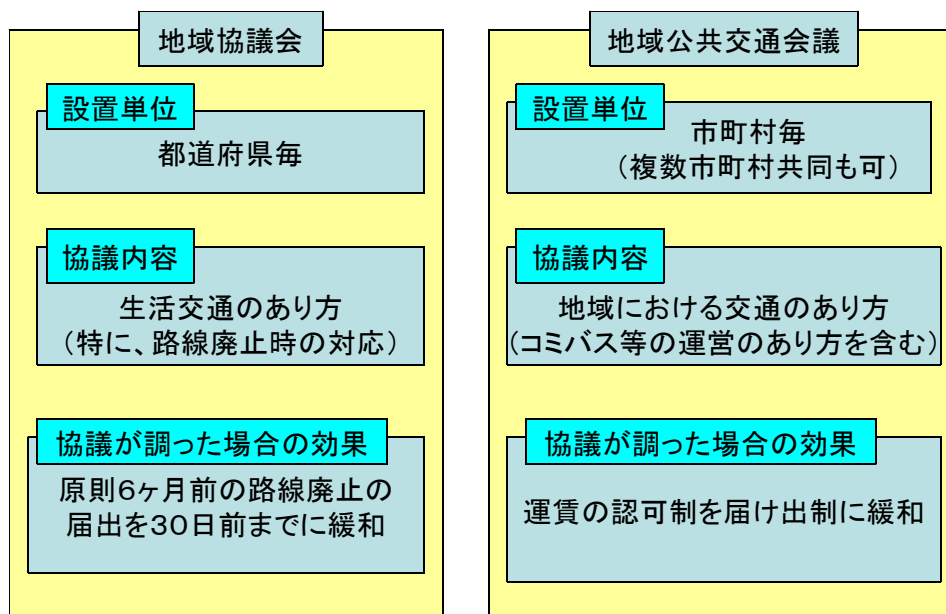 地域協議会
設置単位
都道府県毎
協議内容
生活交通のあり方
（特に、路線廃止時の対応）
協議が調った場合の効果
原則６ヶ月前の路線廃止の
届出を３０日前までに緩和
地域公共交通会議
設置単位
市町村毎
（複数市町村共同も可）
協議内容
地域における交通のあり方
（コミバス等の運営のあり方を含む）
協議が調った場合の効果
運賃の認可制を届け出制に緩和